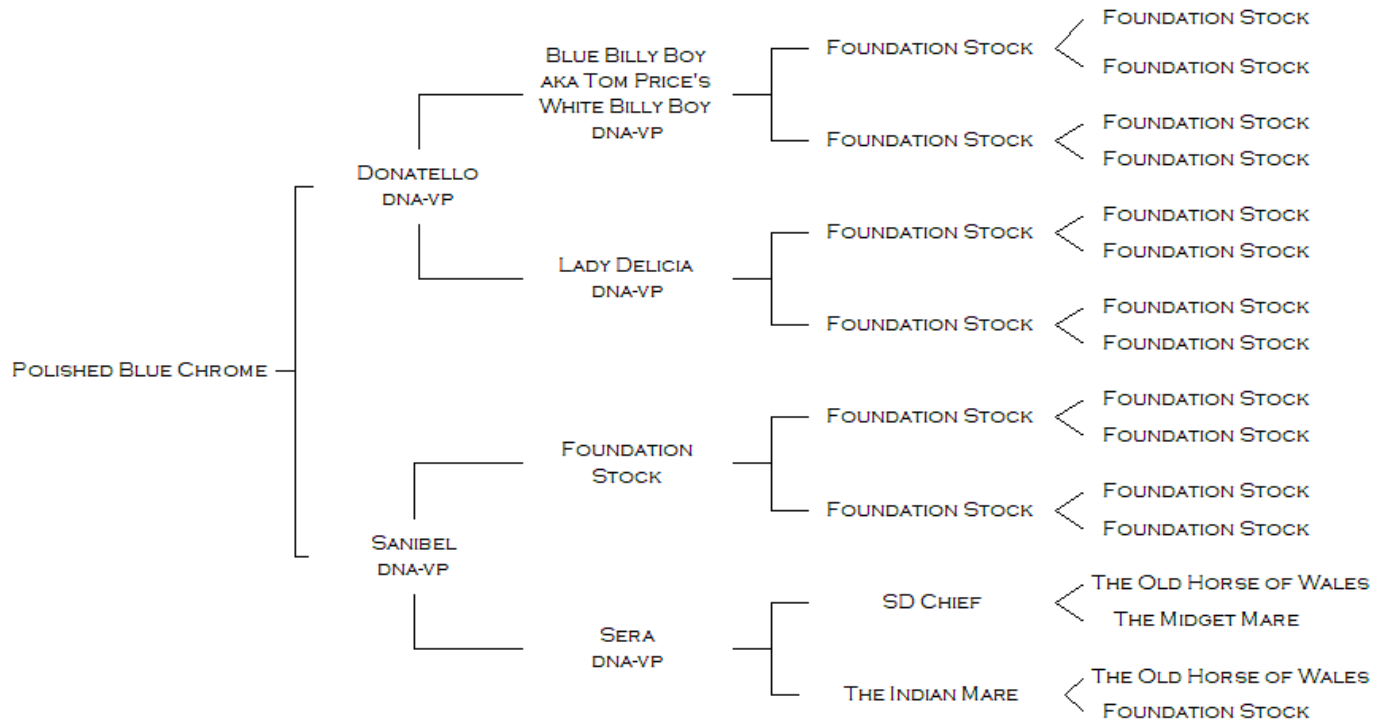 Foundation Stock
Blue Billy Boy
aka Tom Price's
White Billy Boy
DNA-VP
Foundation Stock
Foundation Stock
Foundation Stock
Foundation Stock
Foundation Stock
Donatello
DNA-VP
Foundation Stock
Foundation Stock
Foundation Stock
Lady Delicia
DNA-VP
Foundation Stock
Foundation Stock
Foundation Stock
Polished Blue Chrome
Foundation Stock
Foundation Stock
Foundation Stock
Foundation
Stock
Foundation Stock
Foundation Stock
Foundation Stock
Sanibel
DNA-VP
The Old Horse of Wales
SD Chief
The Midget Mare
Sera
DNA-VP
The Old Horse of Wales
The Indian Mare
Foundation Stock